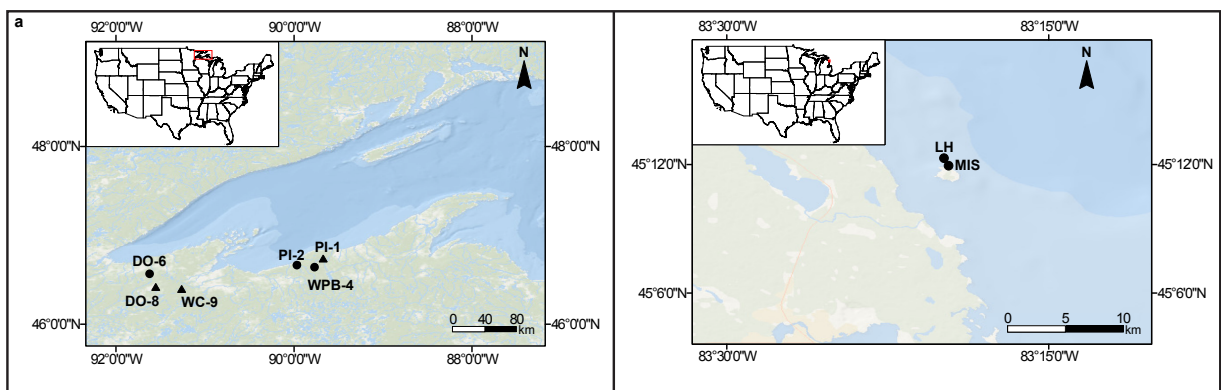 a
92°0'0"W 90°0'0"W 88°0'0"W
N
48°0'0"N 48°0'0"N
PI-1
PI-2
DO-6
WPB-4
DO-8 WC-9
0 40 80
km
46°0'0"N 46°0'0"N
92°0'0"W 90°0'0"W 88°0'0"W
83°30'0"W 83°15'0"W
N
LH
45°12'0"N MIS 45°12'0"N
45°6'0"N 45°6'0"N
0 5 10
km
83°30'0"W 83°15'0"W